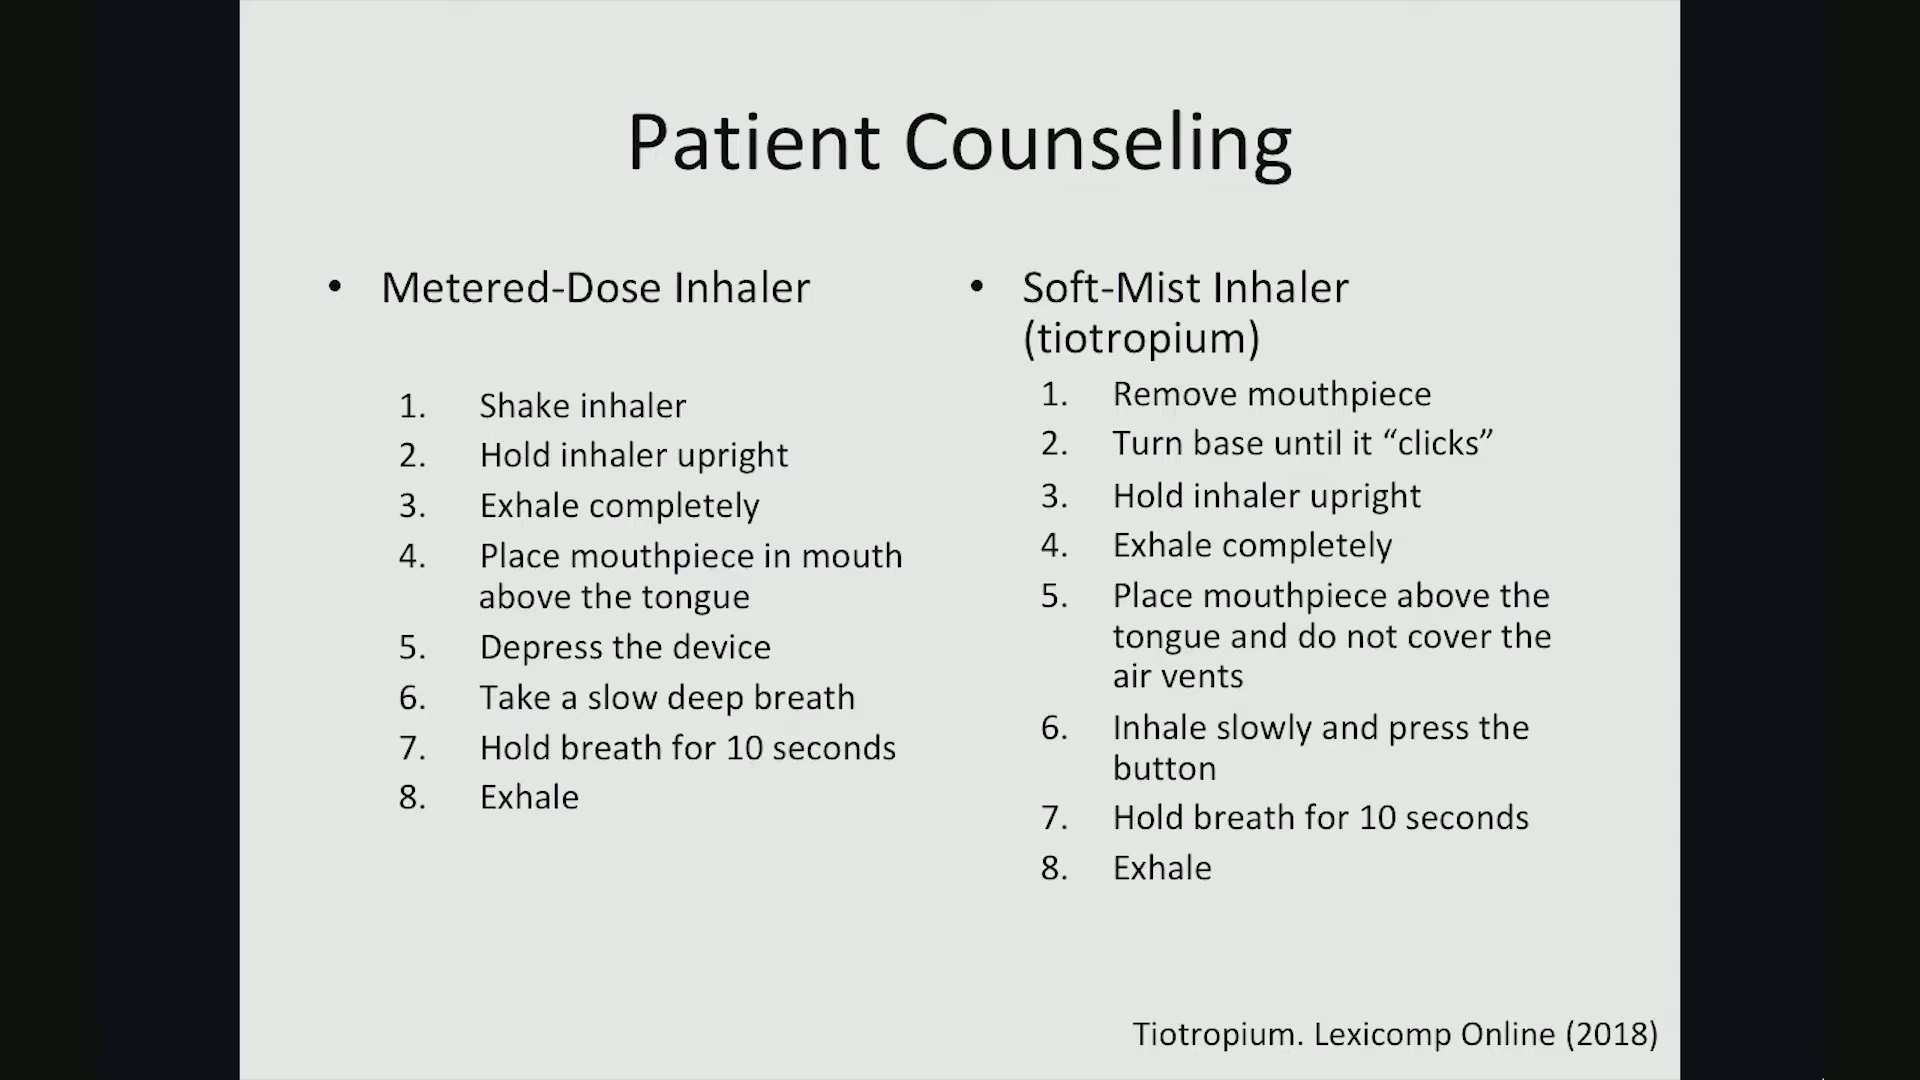 Patient Counseling
• Metered-Dose Inhaler
1. Shake inhaler
2. Hold inhaler upright
3. Exhale completely
4. Place mouthpiece in mouth
above the tongue
5. Depress the device
6. Take a slow deep breath
7. Hold breath for 10 seconds
8. Exhale
• Soft-Mist Inhaler
(tiotropium)
1. Remove mouthpiece
2. Turn base until it “clicks”
3. Hold inhaler upright
4. Exhale completely
5. Place mouthpiece above the
tongue and do not cover the
air vents
6. Inhale slowly and press the
button
7. Hold breath for 10 seconds
8. Exhale
Tiotropium. Lexicomp Online (2018)